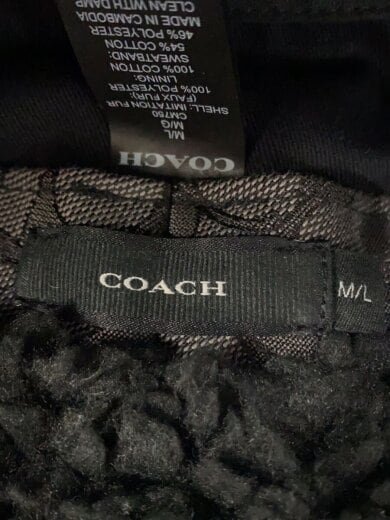 COACH
M/L
M/G
CM750
SHELL: IMITATION FUR
(FAUX FUR):
100% POLYESTER
LINING:
100% COTTON
SWEATBAND:
54% COTTON
46% POLYESTER
MADE IN CAMBODIA
CLEAN WITH DAMP
COACH
M/L